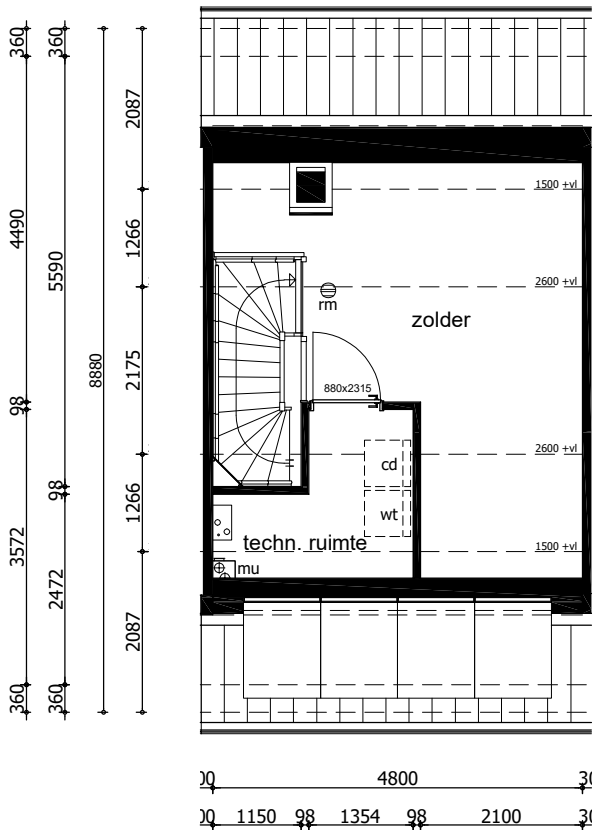 360
360
2087
4490
1266
5590
8880
2175
98
98
1266
3572
2472
2087
360
360
1500 +vl
2600 +vl
rm
zolder
880x2315
2600 +vl
cd
wt
techn. ruimte
1500 +vl
mu
4800
1150 98 1354 98 2100